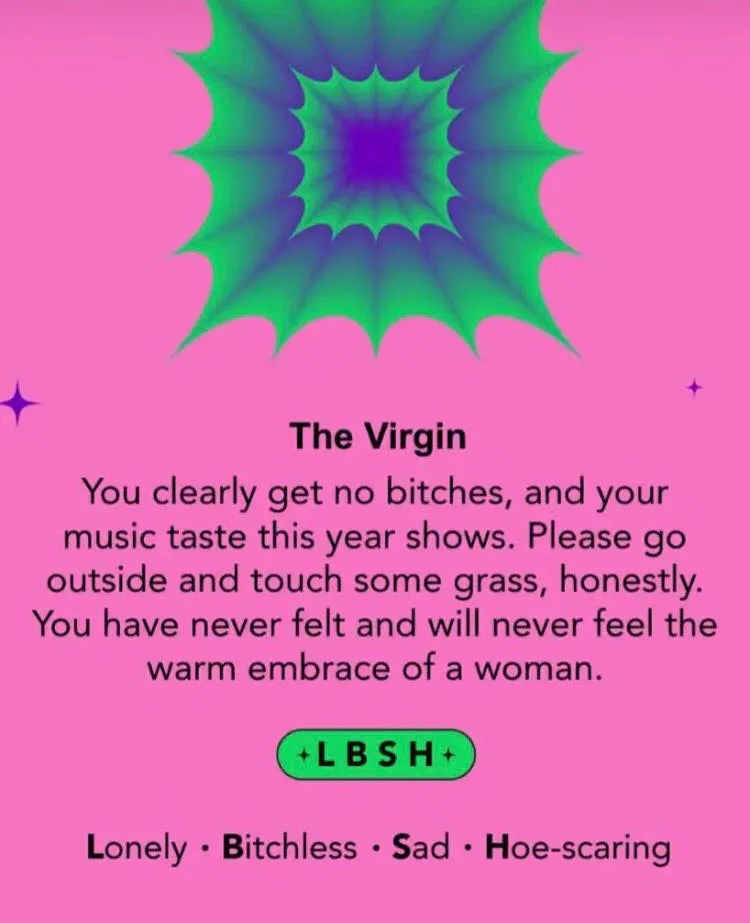 The Virgin
You clearly get no bitches, and your
music taste this year shows. Please go
outside and touch some grass, honestly.
You have never felt and will never feel the
warm embrace of a woman.
LBSH
Lonely • Bitchless • Sad • Hoe-scaring